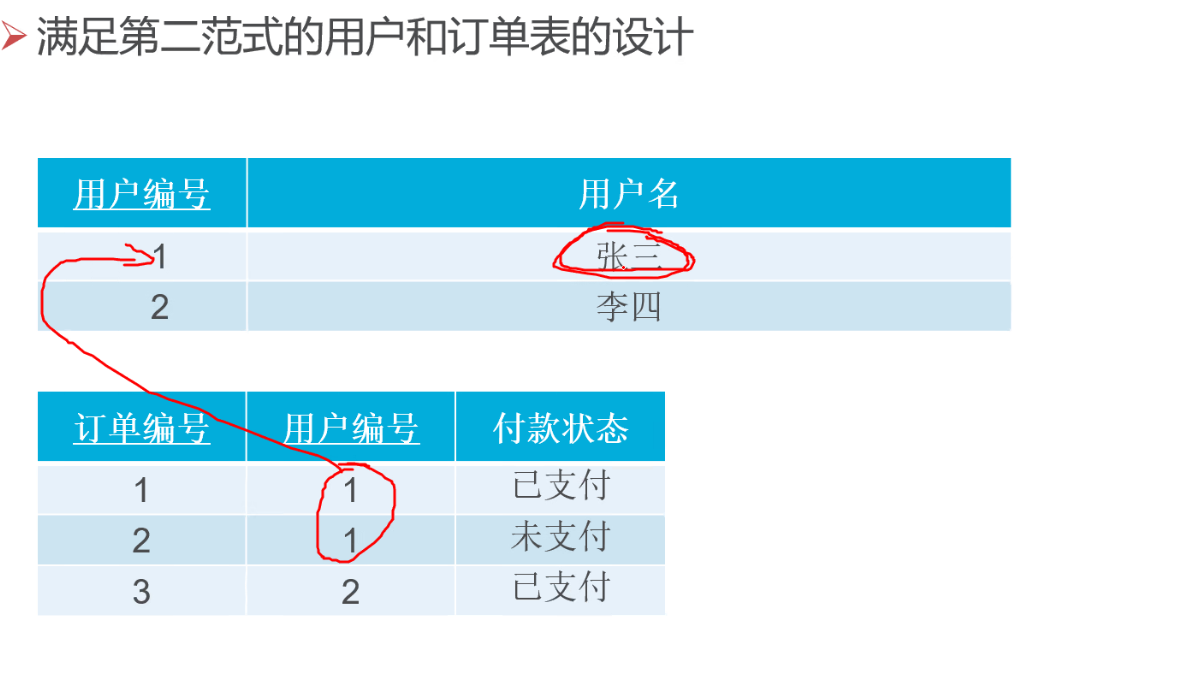 满足第二范式的用户和订单表的设计
用户编号 用户名
1 张三
2 李四
订单编号 用户编号 付款状态
1 1 已支付
2 1 未支付
3 2 已支付